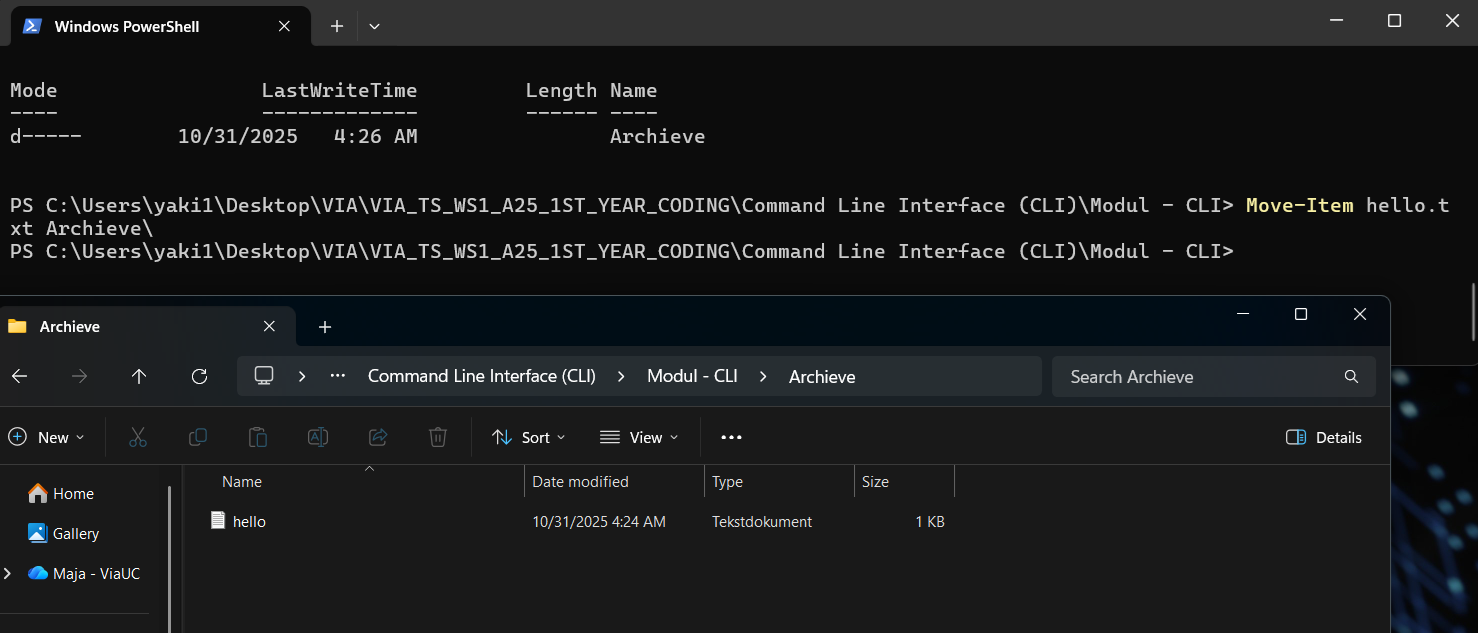 Windows PowerShell
Mode LastWriteTime Length Name
---- ------------- ------ ----
d----- 10/31/2025 4:26 AM Archieve
PS C:\Users\yaki1\Desktop\VIA\VIA_TS_WS1_A25_1ST_YEAR_CODING\Command Line Interface (CLI)\Modul - CLI> Move-Item hello.t
xt Archieve\
PS C:\Users\yaki1\Desktop\VIA\VIA_TS_WS1_A25_1ST_YEAR_CODING\Command Line Interface (CLI)\Modul - CLI>
Archieve
Command Line Interface (CLI) > Modul - CLI > Archieve
Search Archieve
New Sort View Details
Name Date modified Type Size
Home
hello 10/31/2025 4:24 AM Tekstdokument 1 KB
Gallery
Maja - ViaUC